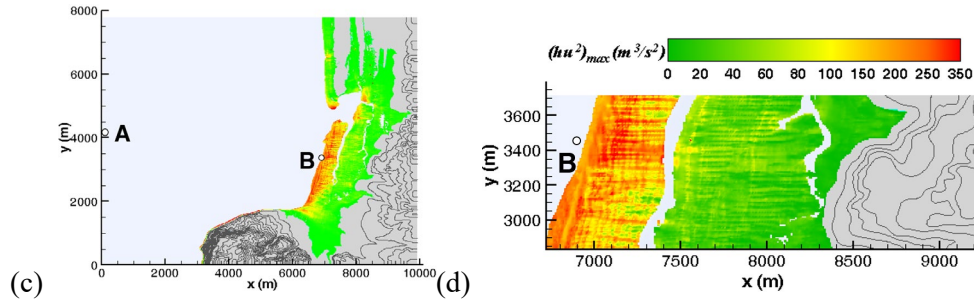 (c)
y (m)
8000
6000
4000
2000
0
A
B
0 2000 4000 6000 8000 10000
x (m)
(d)
(hu²)max (m³/s²)
0 20 40 60 80 100 150 200 250 350
y (m)
3600
3400
3200
3000
B
7000 7500 8000 8500 9000
x (m)